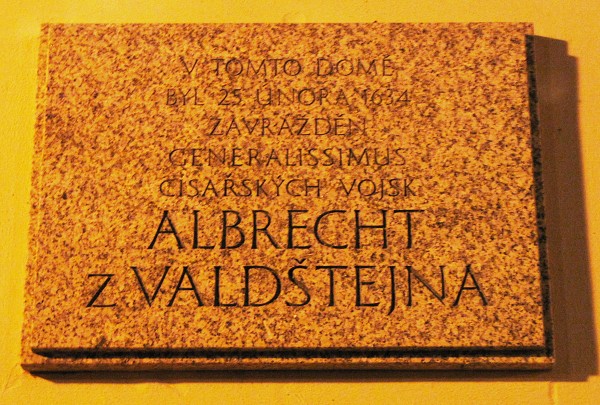 V TOMTO DOMĚ
BYL 25. ÚNORA 1634
ZAVRAŽDĚN
GENERALISSIMUS
CÍSAŘSKÝCH VOJSK
ALBRECHT
z VALDŠTEJNA